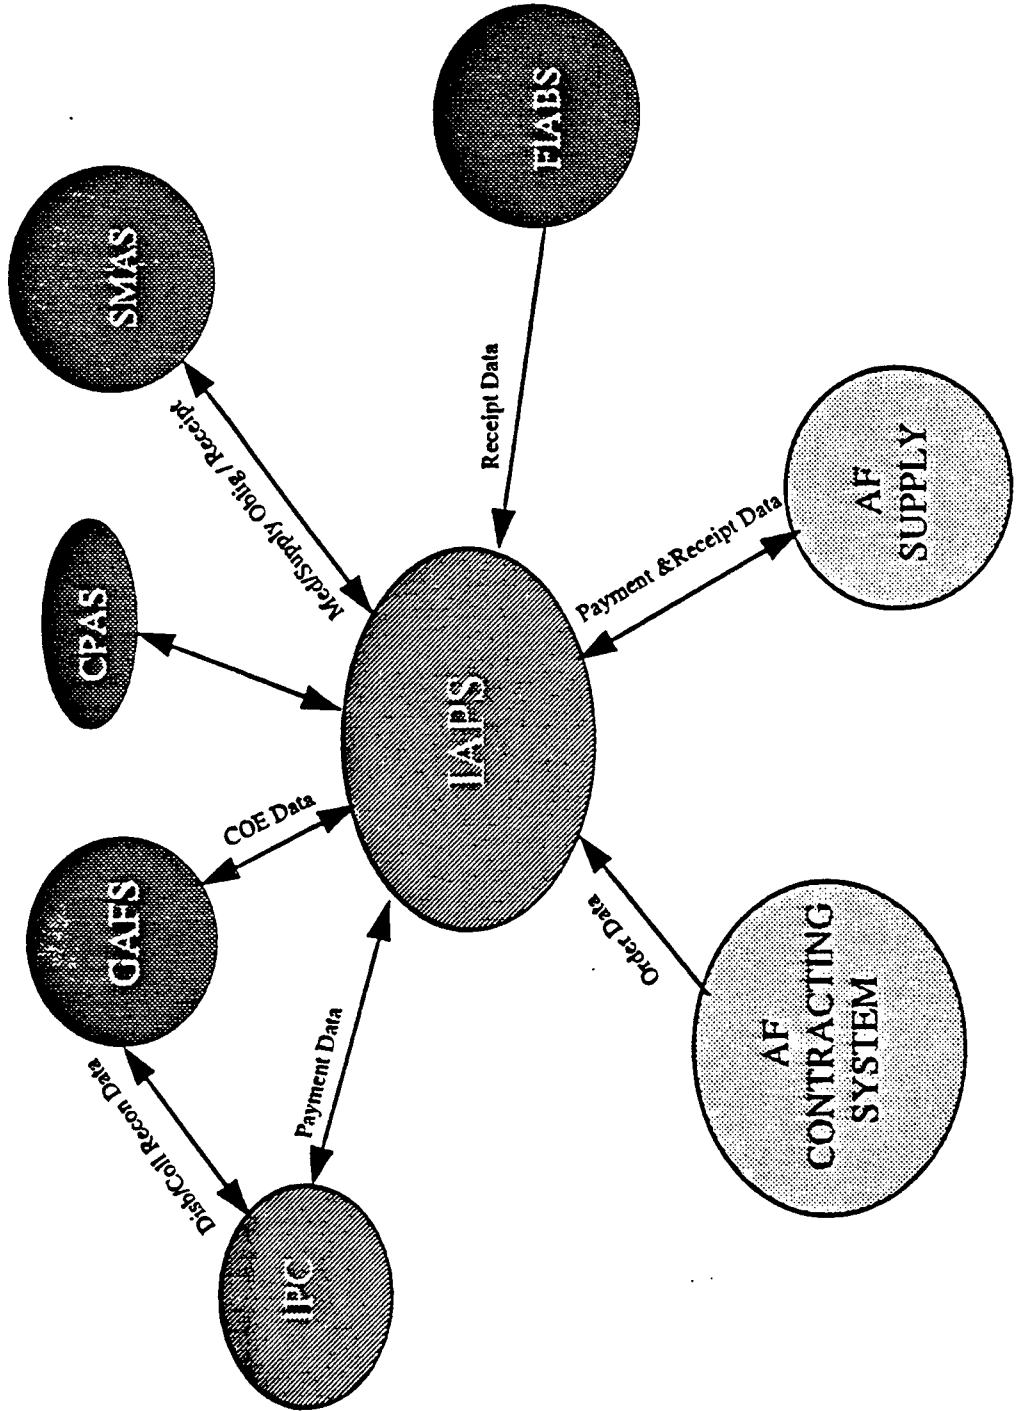 GAFS
CPAS
SMAS
Disb/Coll Recon Data
COE Data
Med/Supply Oblig / Receipt
IPC
Payment Data
IAPS
Receipt Data
FIABS
Order Data
Payment &Receipt Data
AF
CONTRACTING
SYSTEM
AF
SUPPLY